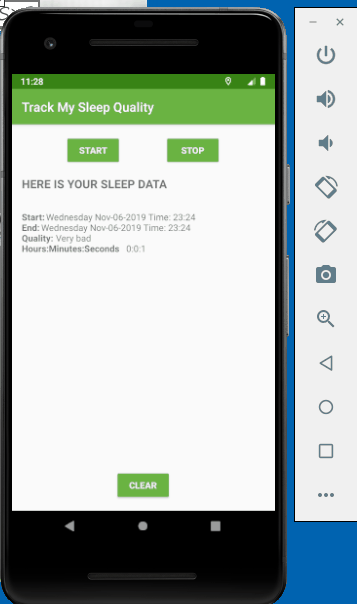 11:28
Track My Sleep Quality
START STOP
HERE IS YOUR SLEEP DATA
Start: Wednesday Nov-06-2019 Time: 23:24
End: Wednesday Nov-06-2019 Time: 23:24
Quality: Very bad
Hours:Minutes:Seconds 0:0:1
CLEAR